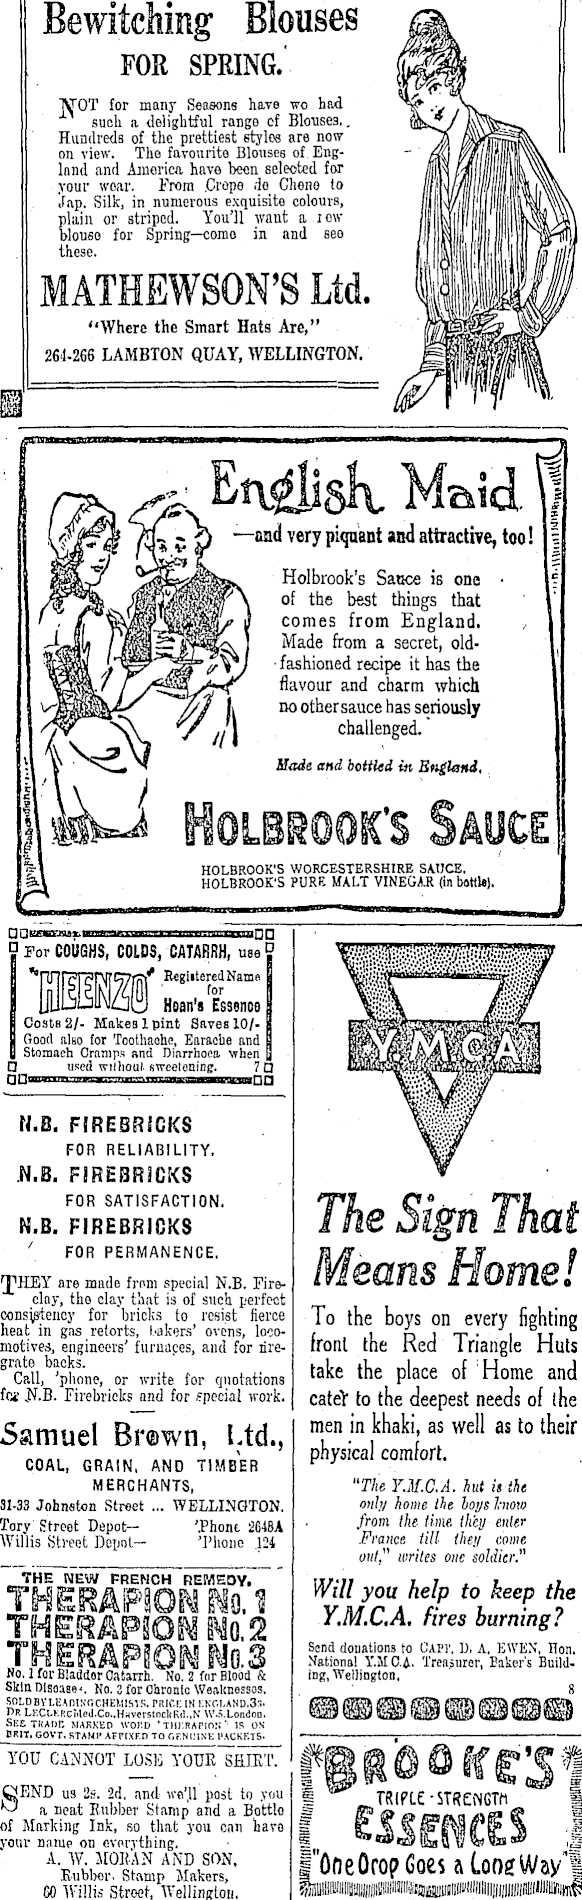 Bewitching Blouses
FOR SPRING.
NOT for many Seasons have we had
such a delightful range of Blouses.
Hundreds of the prettiest styles are now
on view. The favourite Blouses of Eng-
land and America have been selected for
your wear. From Crepe de Chene to
Jap. Silk, in numerous exquisite colours,
plain or striped. You'll want a new
blouse for Spring—come in and see
these.
MATHEWSON'S Ltd.
"Where the Smart Hats Are,"
264-266 LAMBTON QUAY, WELLINGTON.
English Maid
—and very piquant and attractive, too!
Holbrook's Sauce is one
of the best things that
comes from England.
Made from a secret, old-
fashioned recipe it has the
flavour and charm which
no other sauce has seriously
challenged.
Made and bottled in England.
HOLBROOK'S SAUCE
HOLBROOK'S WORCESTERSHIRE SAUCE.
HOLBROOK'S PURE MALT VINEGAR (in bottle).
For COUGHS, COLDS, CATARRH, use
"HEENZO"
Registered Name
for
Hean's Essence
Costs 2/- Makes 1 pint Saves 10/-
Good also for Toothache, Earache and
Stomach Cramps and Diarrhoea when
used without sweetening. 7
N.B. FIREBRICKS
FOR RELIABILITY.
N.B. FIREBRICKS
FOR SATISFACTION.
N.B. FIREBRICKS
FOR PERMANENCE.
THEY are made from special N.B. Fire-
clay, the clay that is of such perfect
consistency for bricks to resist fierce
heat in gas retorts, bakers' ovens, loco-
motives, engineers' furnaces, and for fire-
grate backs.
Call, 'phone, or write for quotations
for N.B. Firebricks and for special work.
Samuel Brown, Ltd.,
COAL, GRAIN, AND TIMBER
MERCHANTS,
31-33 Johnston Street ... WELLINGTON.
Tory Street Depot— 'Phone 2648A
Willis Street Depot— 'Phone 124
THE NEW FRENCH REMEDY.
THERAPION No. 1
THERAPION No. 2
THERAPION No. 3
No. 1 for Bladder Catarrh. No. 2 for Blood &
Skin Diseases. No. 3 for Chronic Weaknesses.
SOLD BY LEADING CHEMISTS. PRICE IN ENGLAND, 3s.
DR LECLERC Med. Co., Haverstock Rd., N.W.5, London.
SEE TRADE MARKED WORD 'THERAPION' IS ON
BRIT. GOVT. STAMP AFFIXED TO GENUINE PACKETS.
YOU CANNOT LOSE YOUR SHIRT.
SEND us 2s. 2d. and we'll post to you
a neat Rubber Stamp and a Bottle
of Marking Ink, so that you can have
your name on everything.
A. W. MORAN AND SON,
Rubber Stamp Makers,
60 Willis Street, Wellington.
Y.M.C.A
The Sign That
Means Home!
To the boys on every fighting
front the Red Triangle Huts
take the place of Home and
cater to the deepest needs of the
men in khaki, as well as to their
physical comfort.
"The Y.M.C.A. hut is the
only home the boys know
from the time they enter
France till they come
out," writes one soldier."
Will you help to keep the
Y.M.C.A. fires burning?
Send donations to CAPT. D. A. EWEN, Hon.
National Y.M.C.A. Treasurer, Baker's Build-
ing, Wellington.
8
BROOKE'S
TRIPLE-STRENGTH
ESSENCES
"One Drop Goes a Long Way"